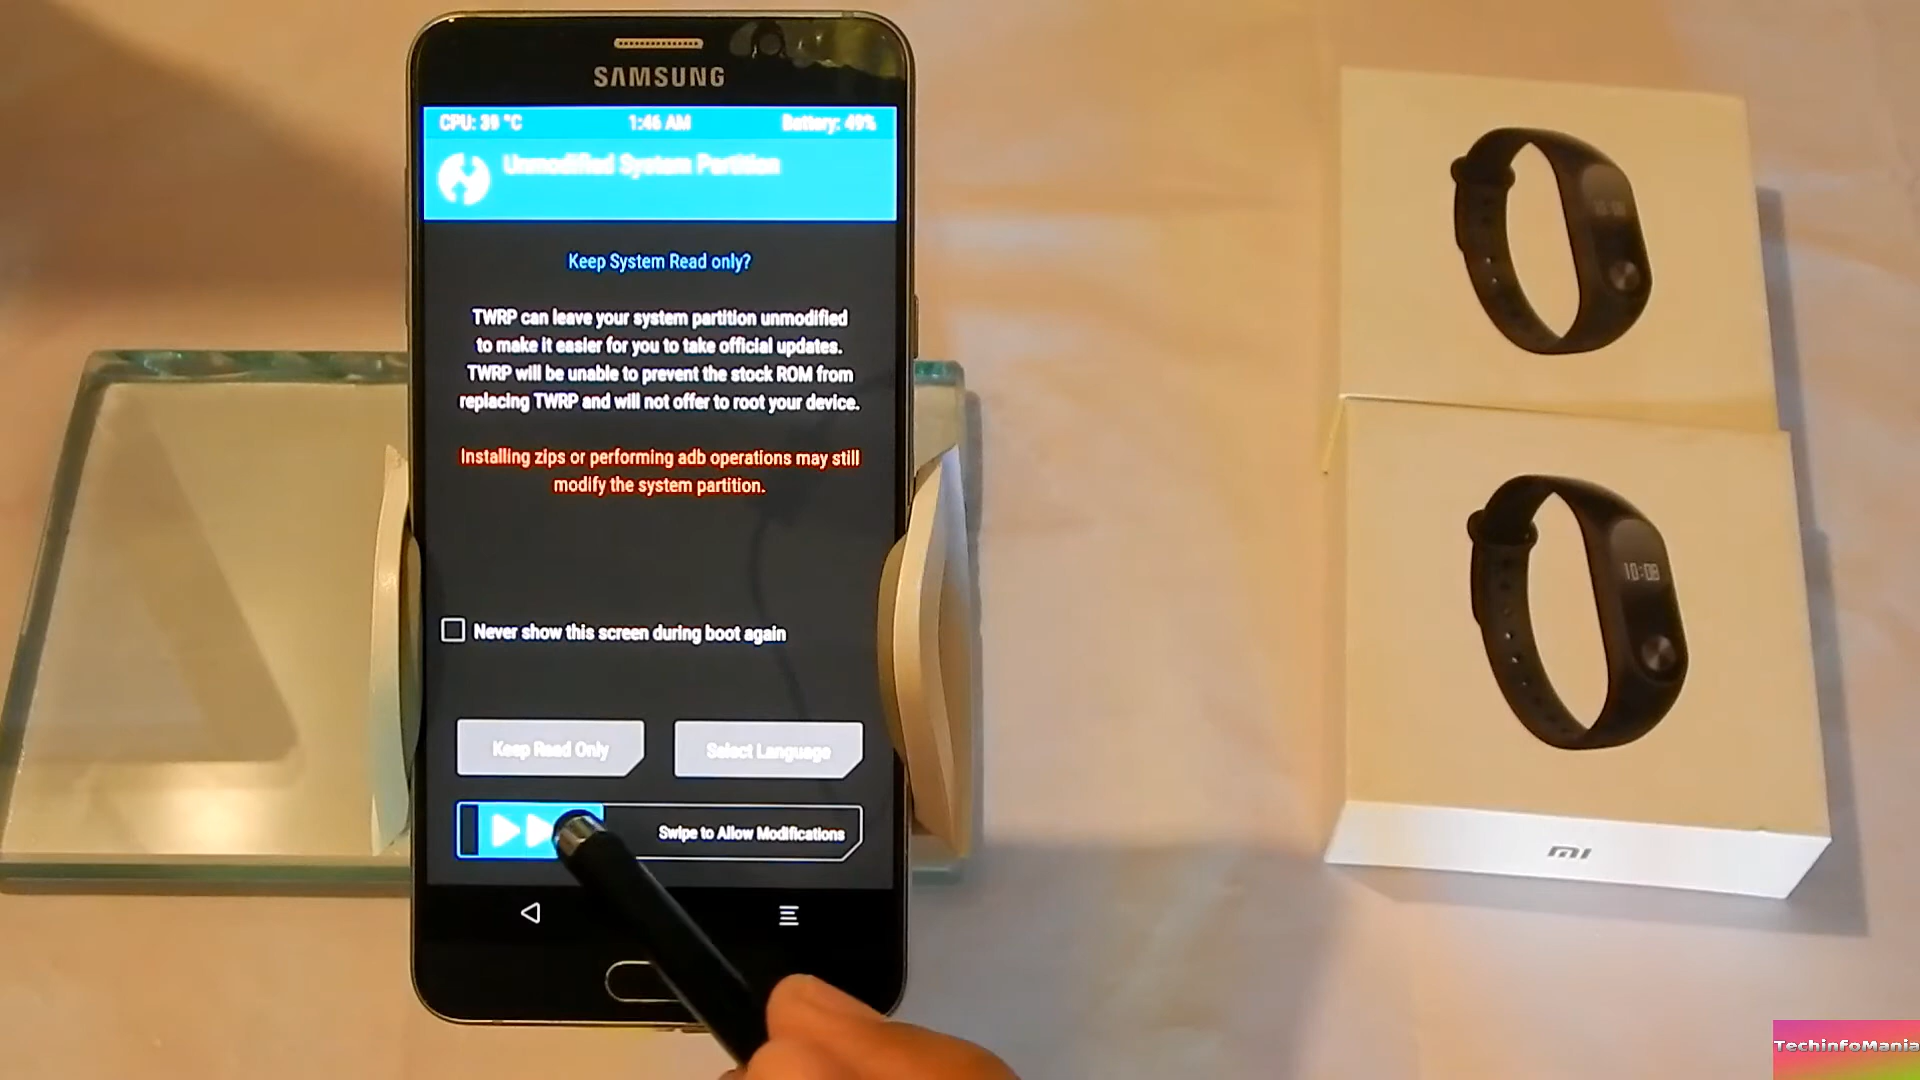 SAMSUNG
CPU: 39 °C 1:46 AM Battery: 49%
Unmodified System Partition
Keep System Read only?
TWRP can leave your system partition unmodified
to make it easier for you to take official updates.
TWRP will be unable to prevent the stock ROM from
replacing TWRP and will not offer to root your device.
Installing zips or performing adb operations may still
modify the system partition.
Never show this screen during boot again
Keep Read Only
Select Language
Swipe to Allow Modifications
10:08
mi
TechinfoMania